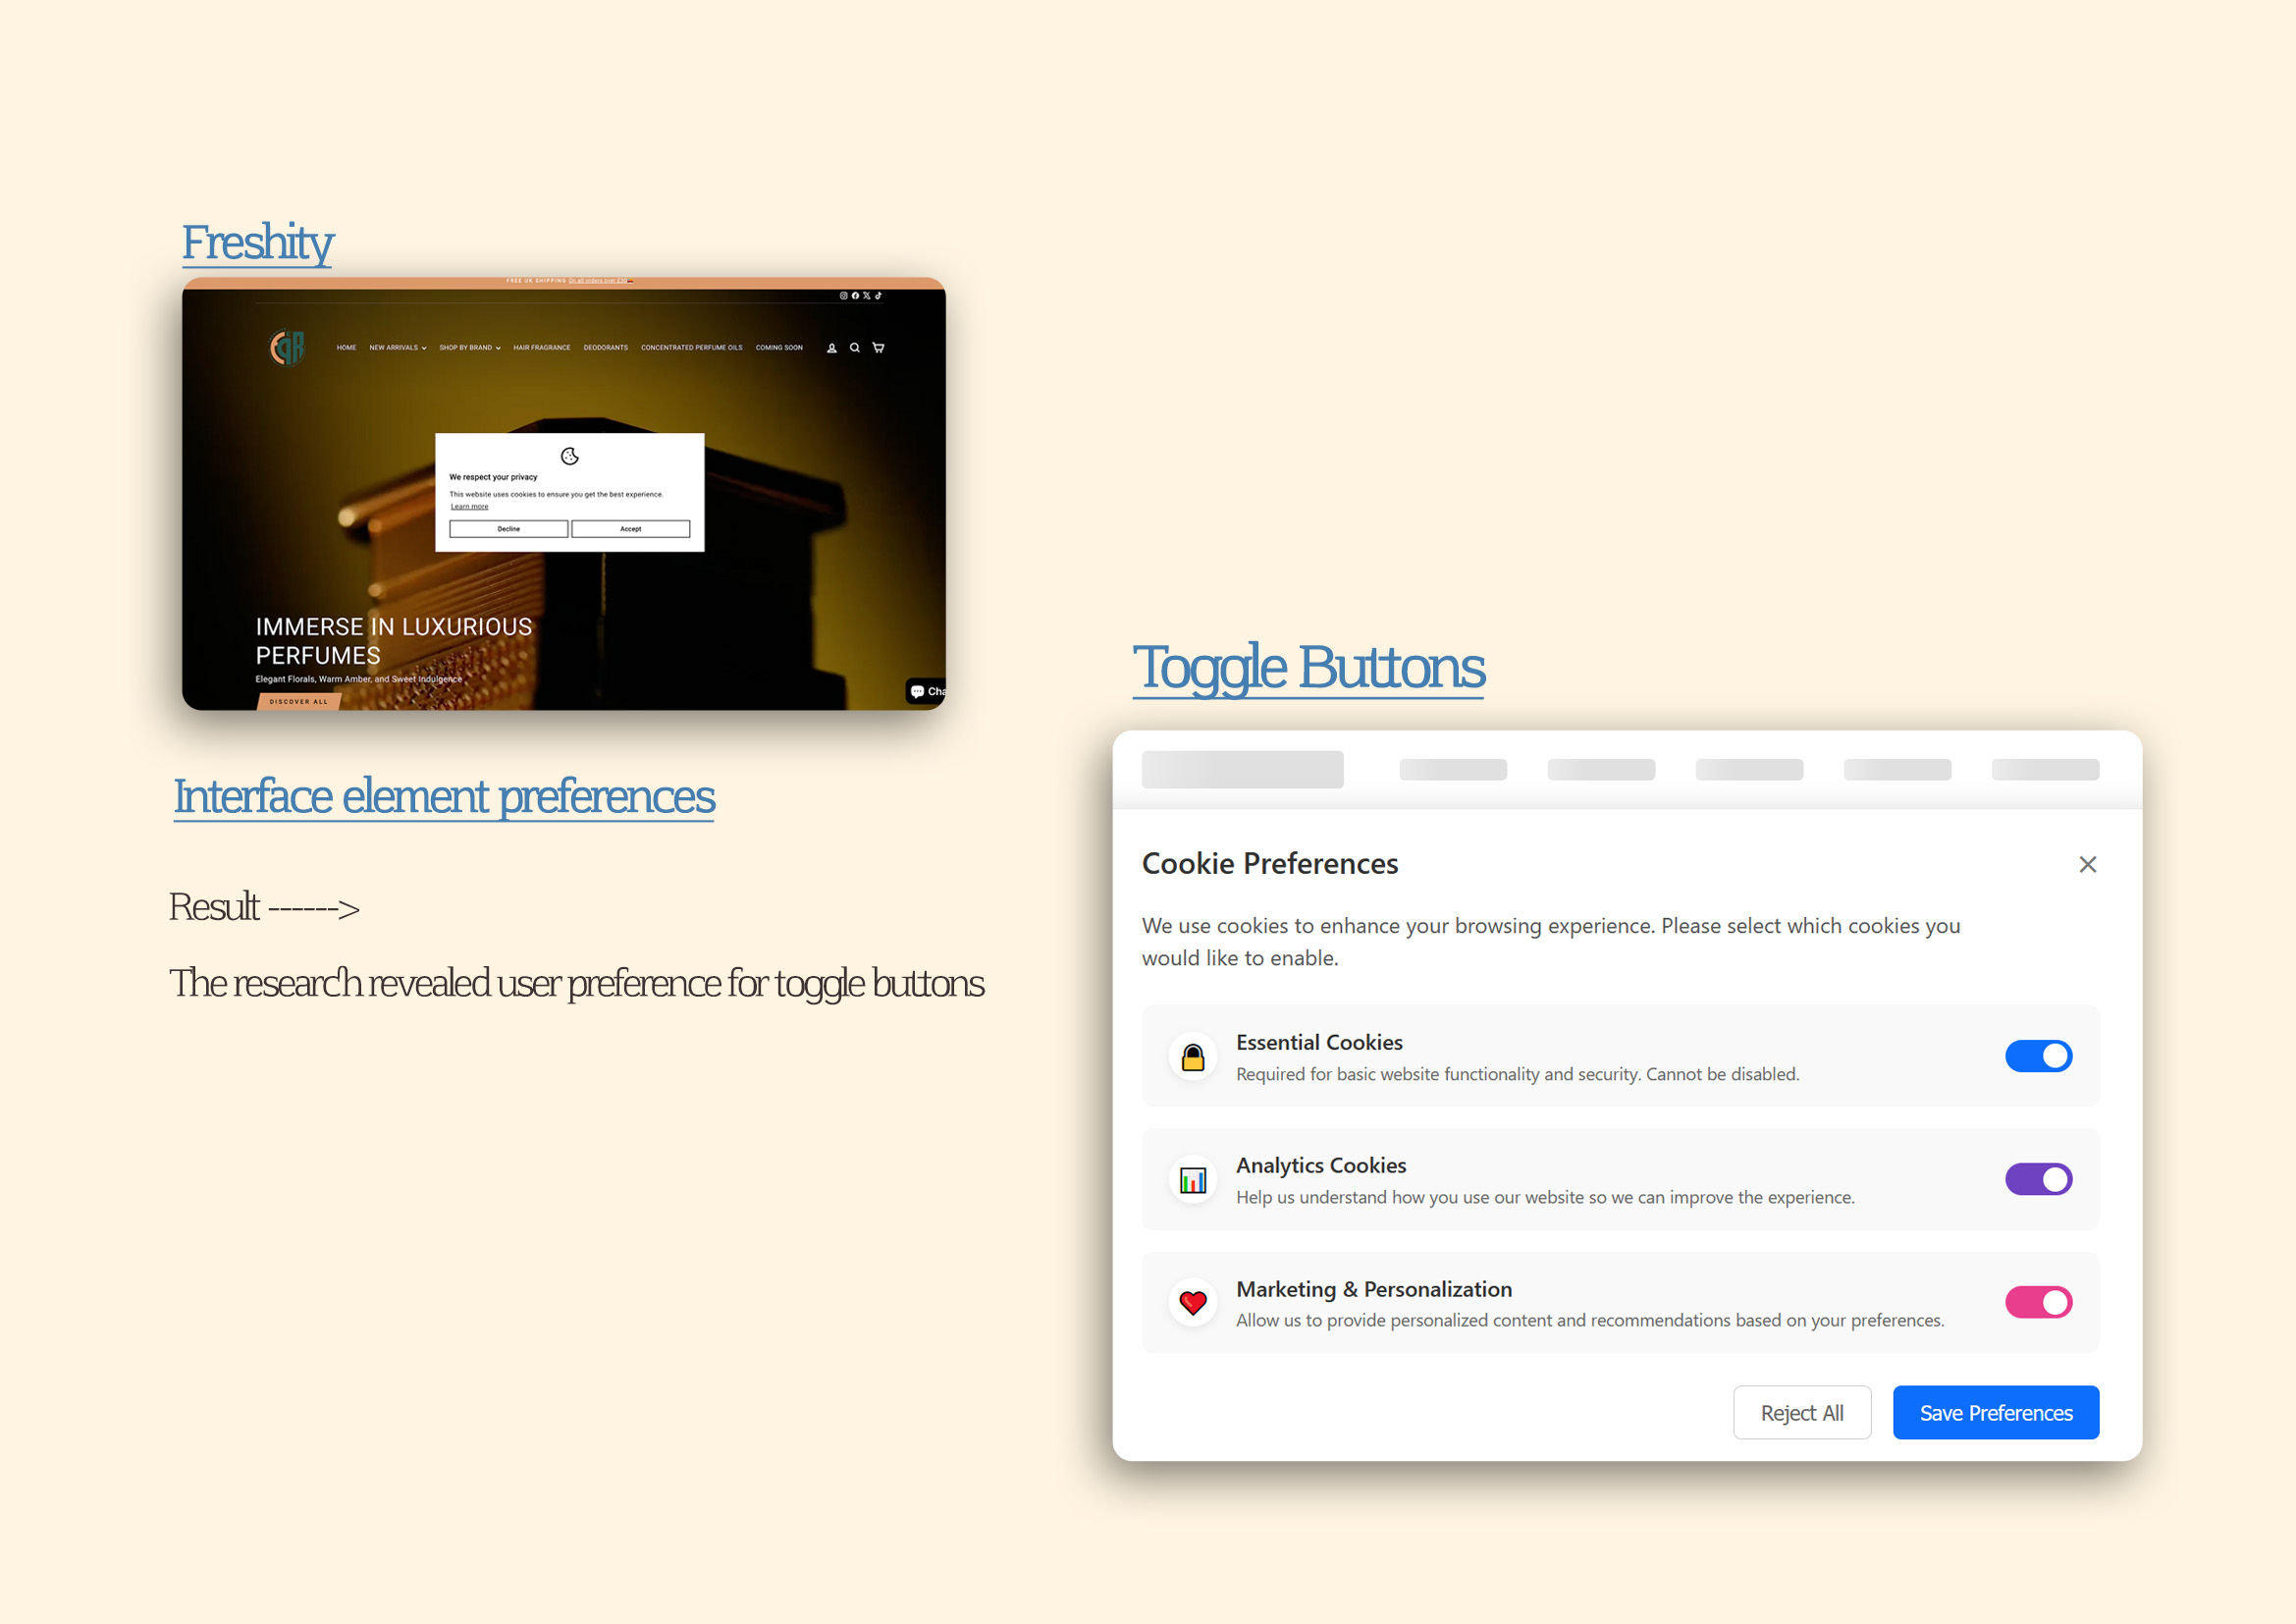 Freshity
FREE UK SHIPPING On all orders over £30
HOME NEW ARRIVALS SHOP BY BRAND HAIR FRAGRANCE DEODORANTS CONCENTRATED PERFUME OILS COMING SOON
We respect your privacy
This website uses cookies to ensure you get the best experience.
Learn more
Decline Accept
IMMERSE IN LUXURIOUS
PERFUMES
Elegant Florals, Warm Amber, and Sweet Indulgence
DISCOVER ALL
Cha
Interface element preferences
Result ------>
The research revealed user preference for toggle buttons
Toggle Buttons
Cookie Preferences
We use cookies to enhance your browsing experience. Please select which cookies you
would like to enable.
Essential Cookies
Required for basic website functionality and security. Cannot be disabled.
Analytics Cookies
Help us understand how you use our website so we can improve the experience.
Marketing & Personalization
Allow us to provide personalized content and recommendations based on your preferences.
Reject All Save Preferences